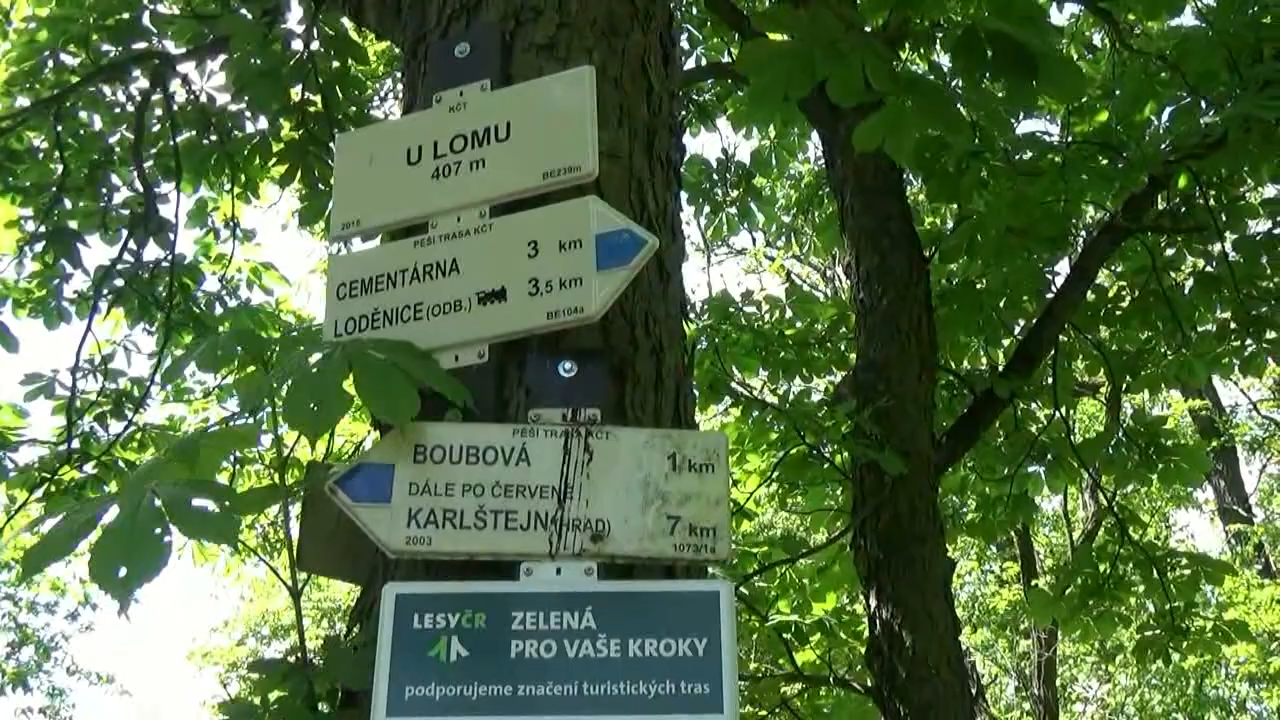 KČT
U LOMU
407 m
2015 BE239m
PĚŠÍ TRASA KČT
CEMENTÁRNA 3 km
LODĚNICE (ODB.) 3,5 km
BE104a
PĚŠÍ TRASA KČT
BOUBOVÁ 1 km
DÁLE PO ČERVENÉ
KARLŠTEJN (HRAD) 7 km
2003 1073/1a
LESYČR ZELENÁ
PRO VAŠE KROKY
podporujeme značení turistických tras